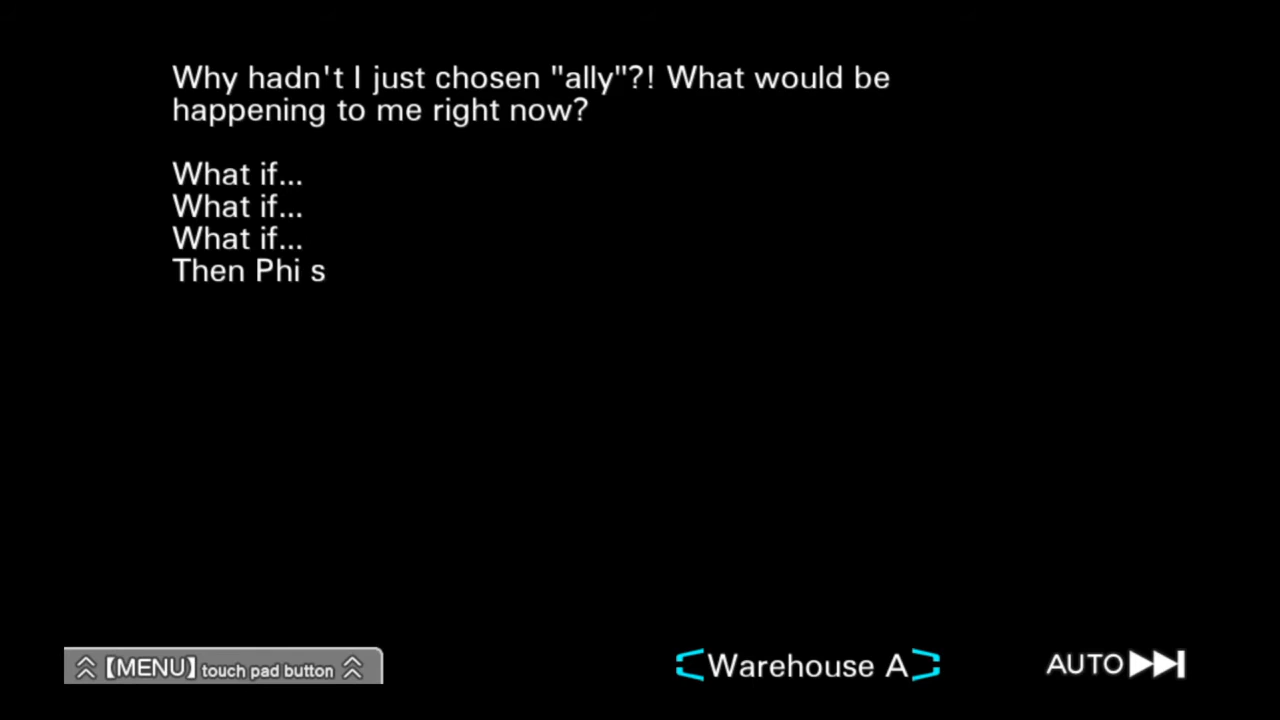 Why hadn't I just chosen "ally"?! What would be
happening to me right now?
What if...
What if...
What if...
Then Phi s
【MENU】touch pad button
Warehouse A
AUTO